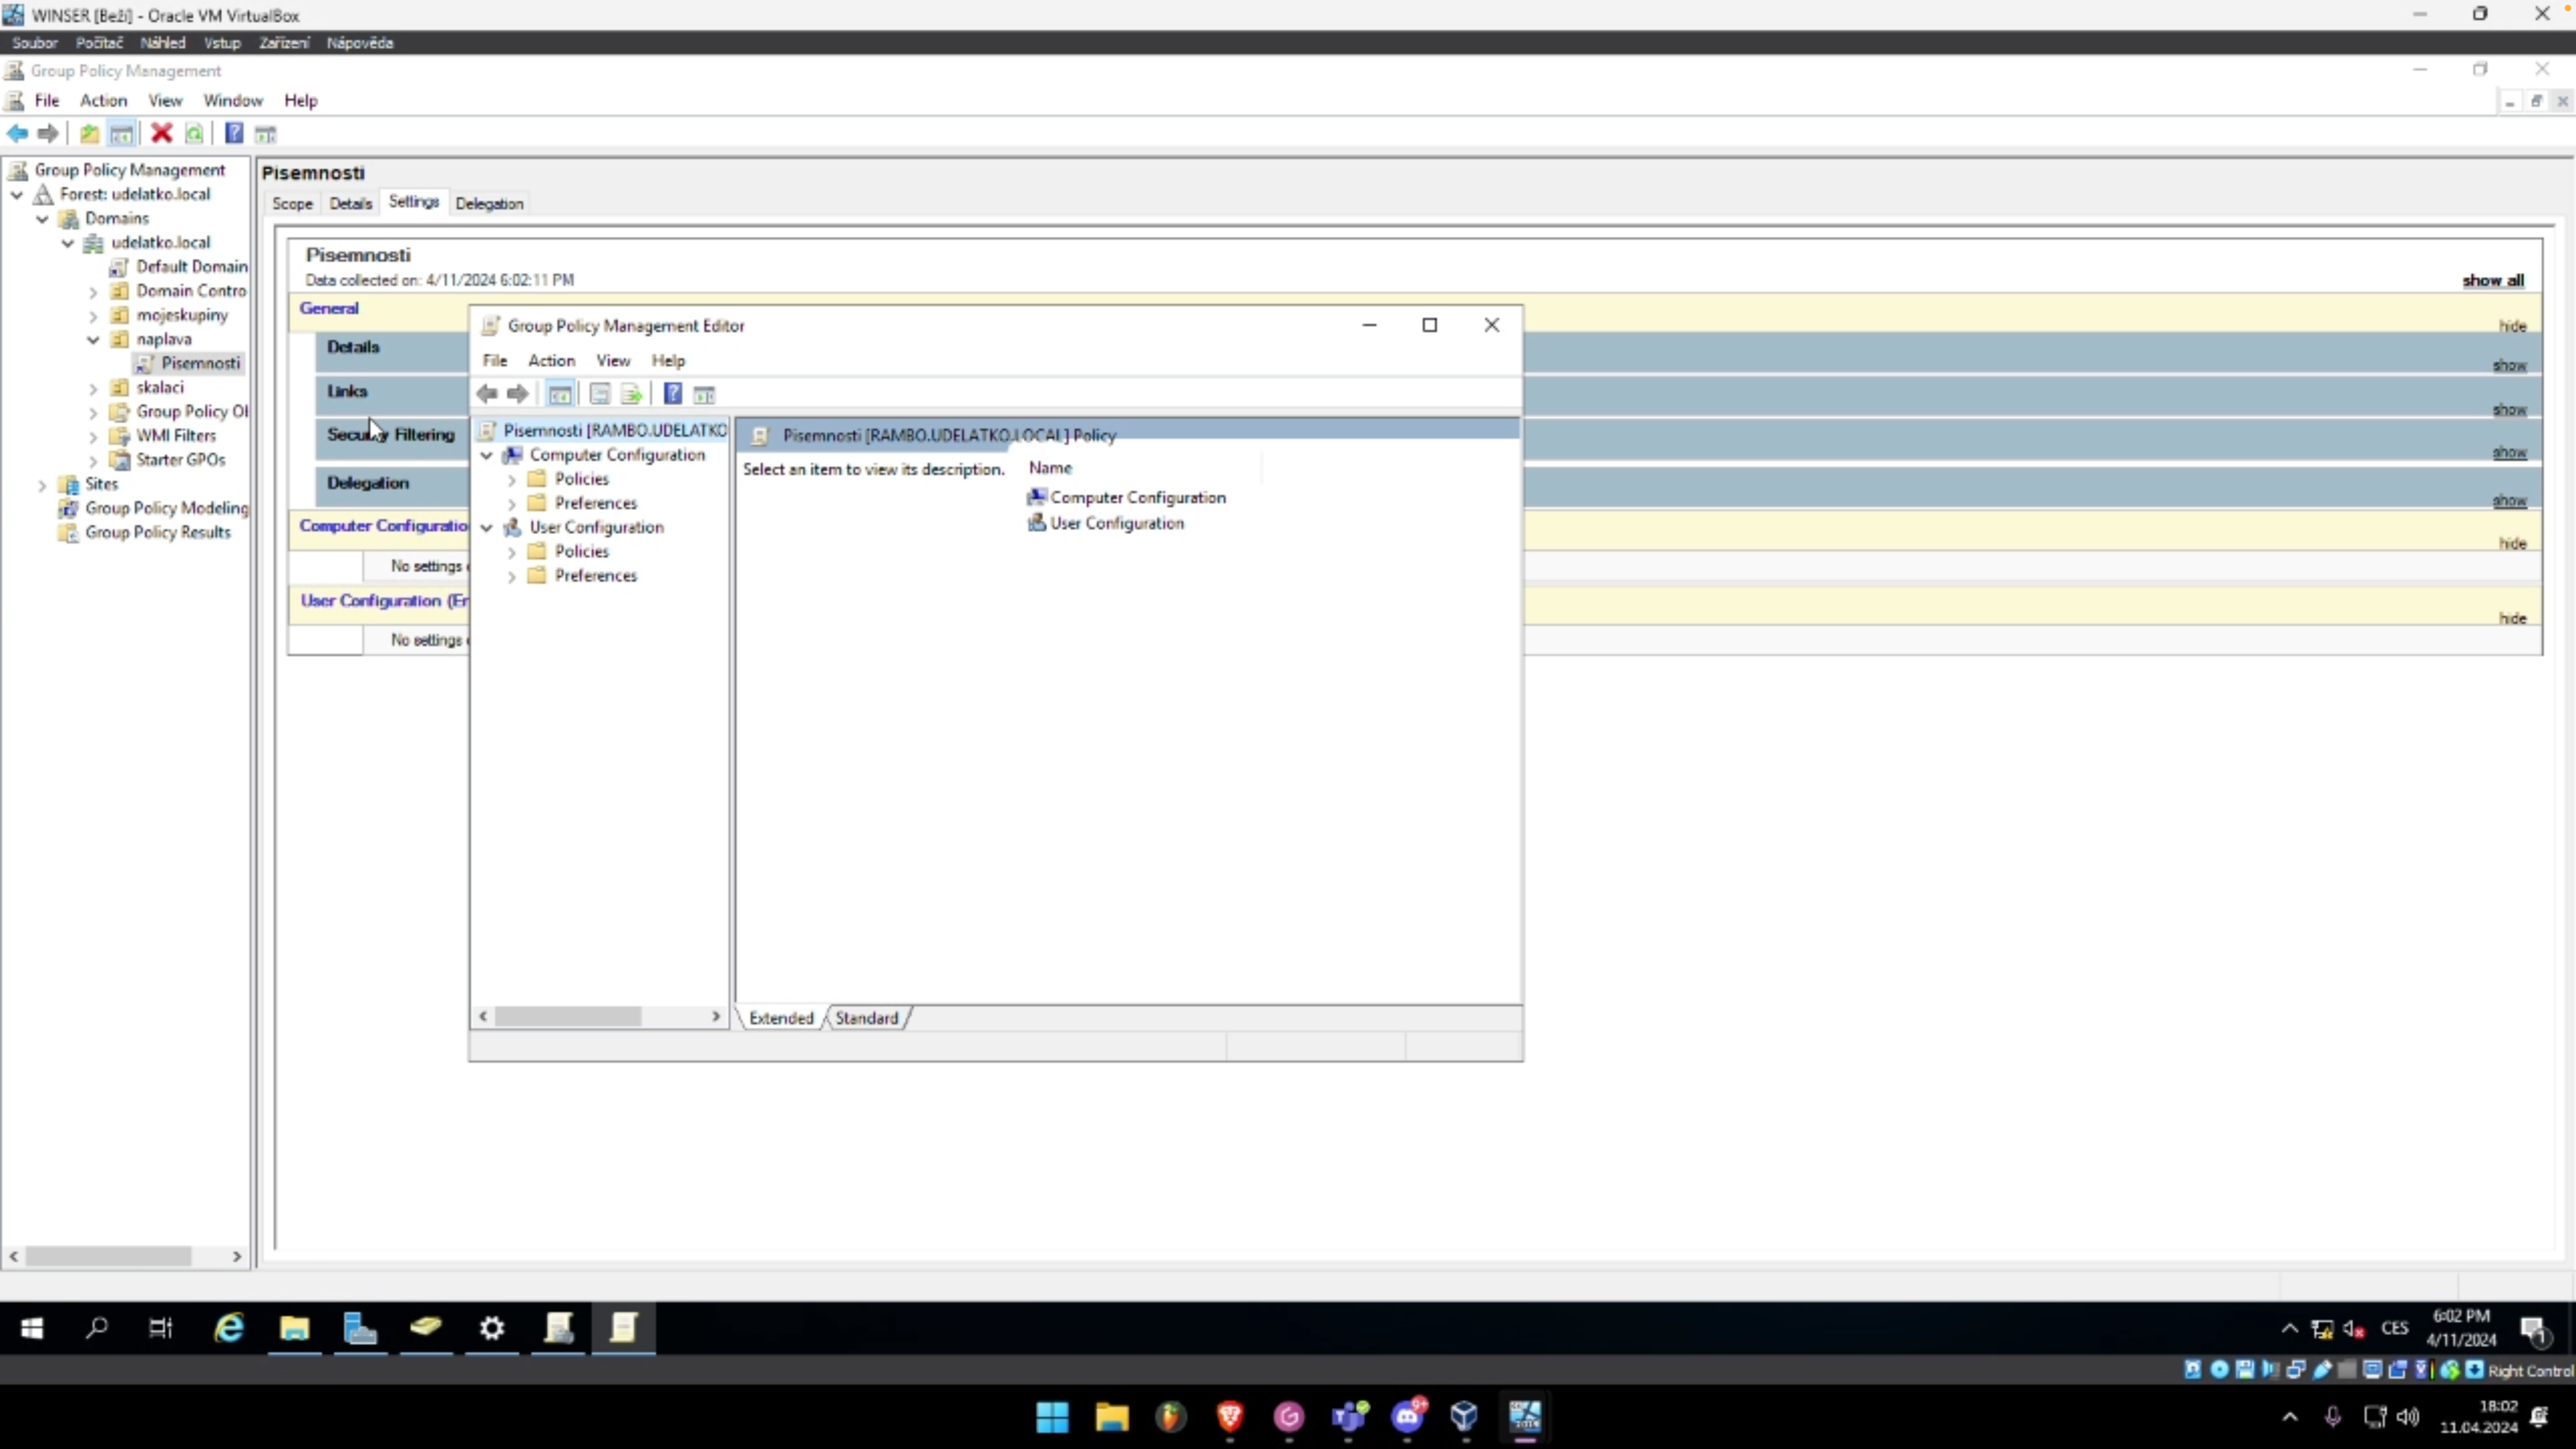 WINSER [Beží] - Oracle VM VirtualBox
Soubor Počítač Náhled Vstup Zařízení Nápověda
Group Policy Management
File Action View Window Help
Group Policy Management
Forest: udelatko.local
Domains
udelatko.local
Default Domain
Domain Contro
mojeskupiny
naplava
Pisemnosti
skalaci
Group Policy Ol
WMI Filters
Starter GPOs
Sites
Group Policy Modeling
Group Policy Results
Pisemnosti
Scope Details Settings Delegation
Pisemnosti
Data collected on: 4/11/2024 6:02:11 PM
show all
General
hide
Details
show
Links
show
Security Filtering
show
Delegation
show
Computer Configuratio
hide
No settings
User Configuration (Er
hide
No settings
Group Policy Management Editor
File Action View Help
Pisemnosti [RAMBO.UDELATKO
Computer Configuration
Policies
Preferences
User Configuration
Policies
Preferences
Pisemnosti [RAMBO.UDELATKO.LOCAL] Policy
Select an item to view its description.
Name
Computer Configuration
User Configuration
Extended Standard
CES
6:02 PM
4/11/2024
1
Right Control
9+
2019
18:02
11.04.2024